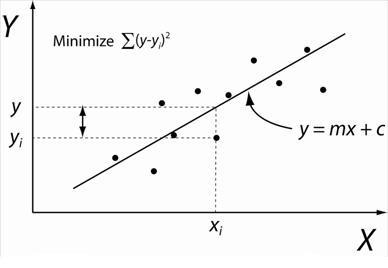 Y
Minimize ∑(y-yᵢ)²
y
yᵢ
y = mx + c
xᵢ
X